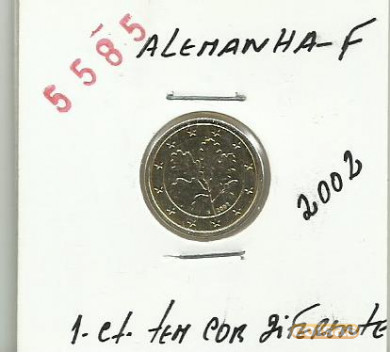 5585
ALEMANHA-F
2002
1. ct. TEM COR DIFERENTE